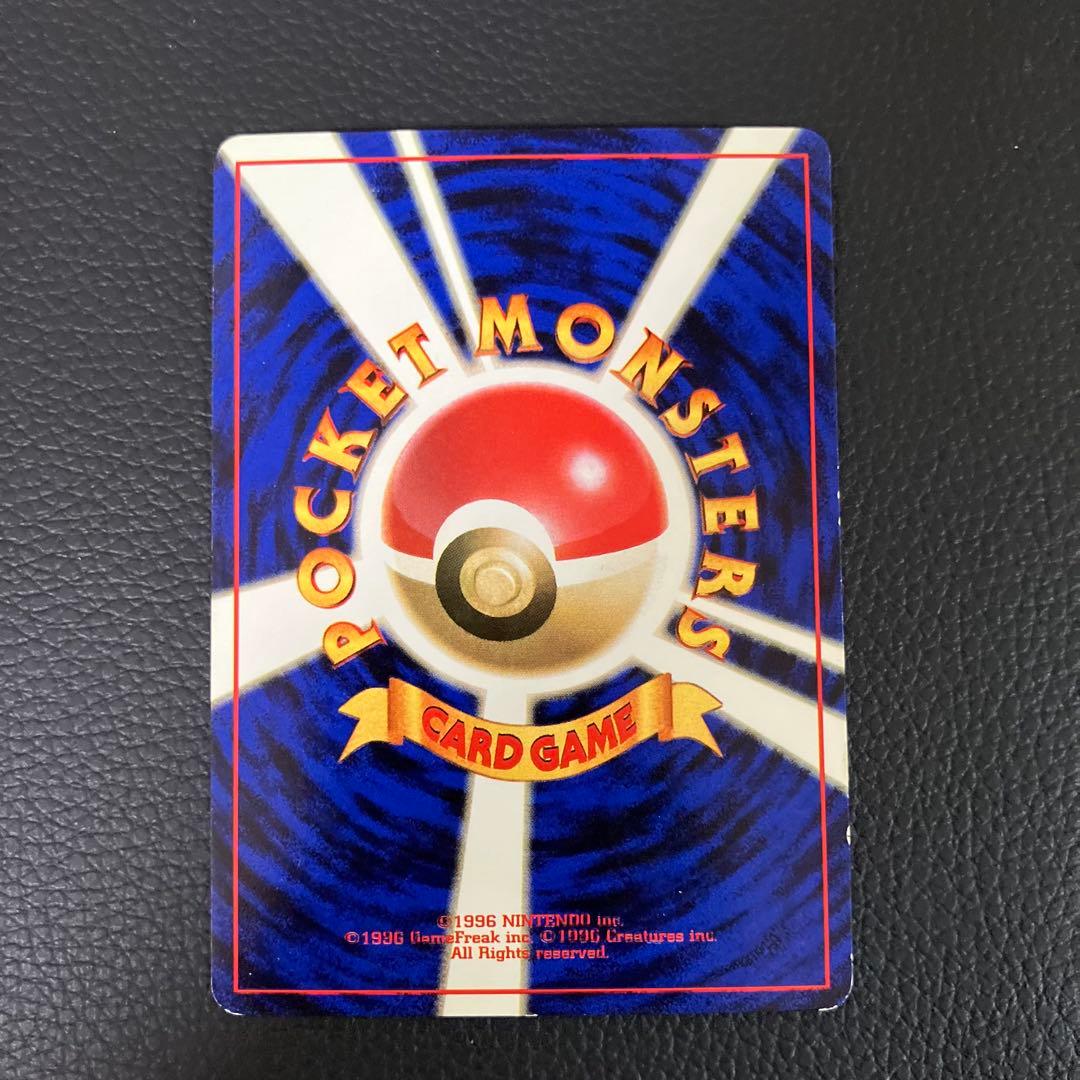 POCKET MONSTERS
CARD GAME
©1996 NINTENDO inc.
©1996 GameFreak inc. ©1996 Creatures inc.
All Rights reserved.